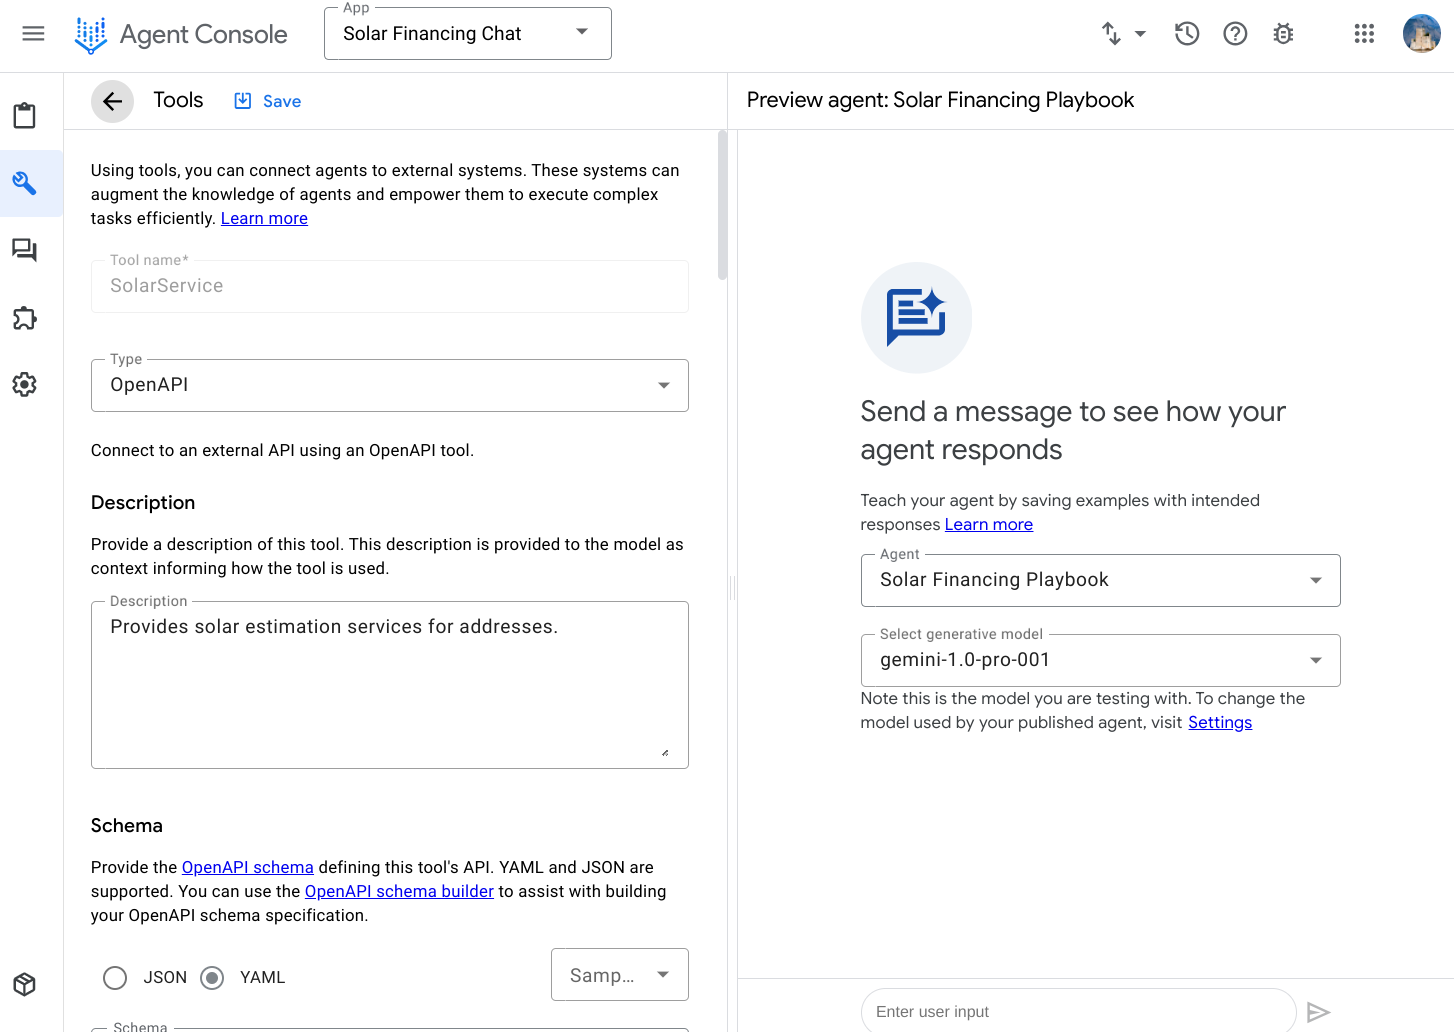 Agent Console
App
Solar Financing Chat
Tools
Save
Using tools, you can connect agents to external systems. These systems can
augment the knowledge of agents and empower them to execute complex
tasks efficiently. Learn more
Tool name*
SolarService
Type
OpenAPI
Connect to an external API using an OpenAPI tool.
Description
Provide a description of this tool. This description is provided to the model as
context informing how the tool is used.
Description
Provides solar estimation services for addresses.
Schema
Provide the OpenAPI schema defining this tool's API. YAML and JSON are
supported. You can use the OpenAPI schema builder to assist with building
your OpenAPI schema specification.
JSON YAML
Samp...
Schema
Preview agent: Solar Financing Playbook
Send a message to see how your
agent responds
Teach your agent by saving examples with intended
responses Learn more
Agent
Solar Financing Playbook
Select generative model
gemini-1.0-pro-001
Note this is the model you are testing with. To change the
model used by your published agent, visit Settings
Enter user input